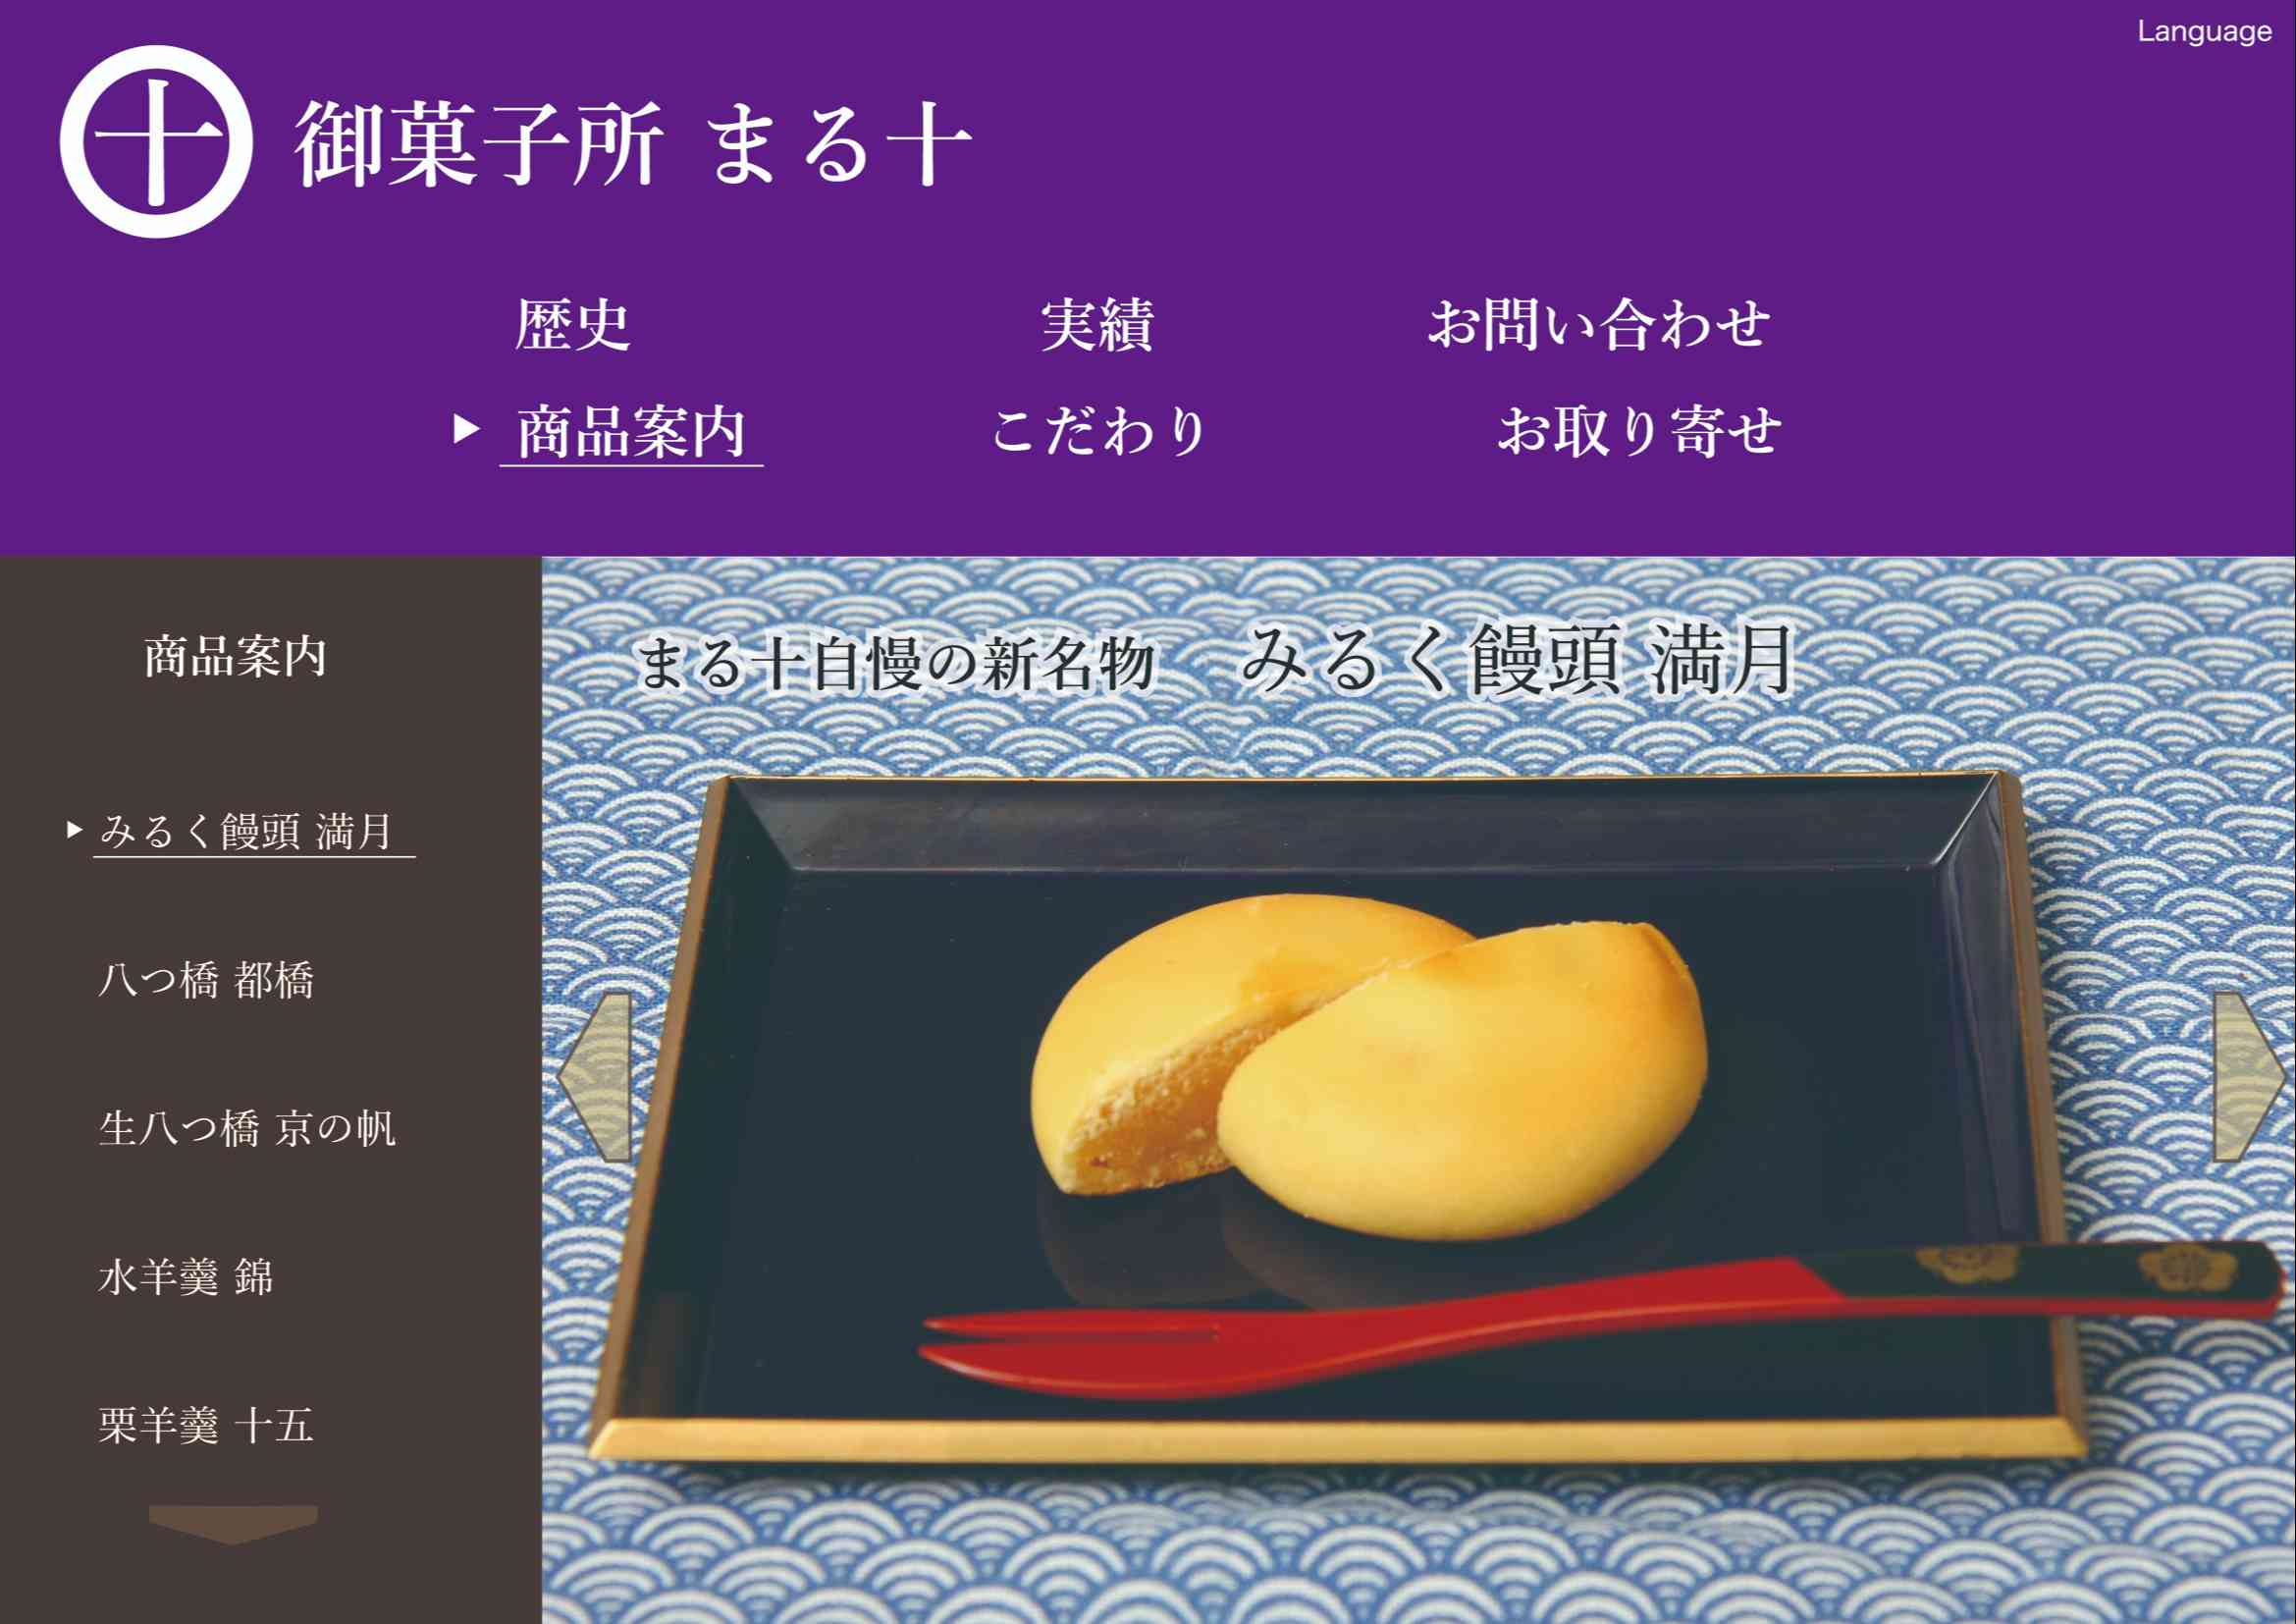 Language
十 御菓子所 まる十
歴史 実績 お問い合わせ
商品案内 こだわり お取り寄せ
商品案内
みるく饅頭 満月
八つ橋 都橋
生八つ橋 京の帆
水羊羹 錦
栗羊羹 十五
まる十自慢の新名物 みるく饅頭 満月